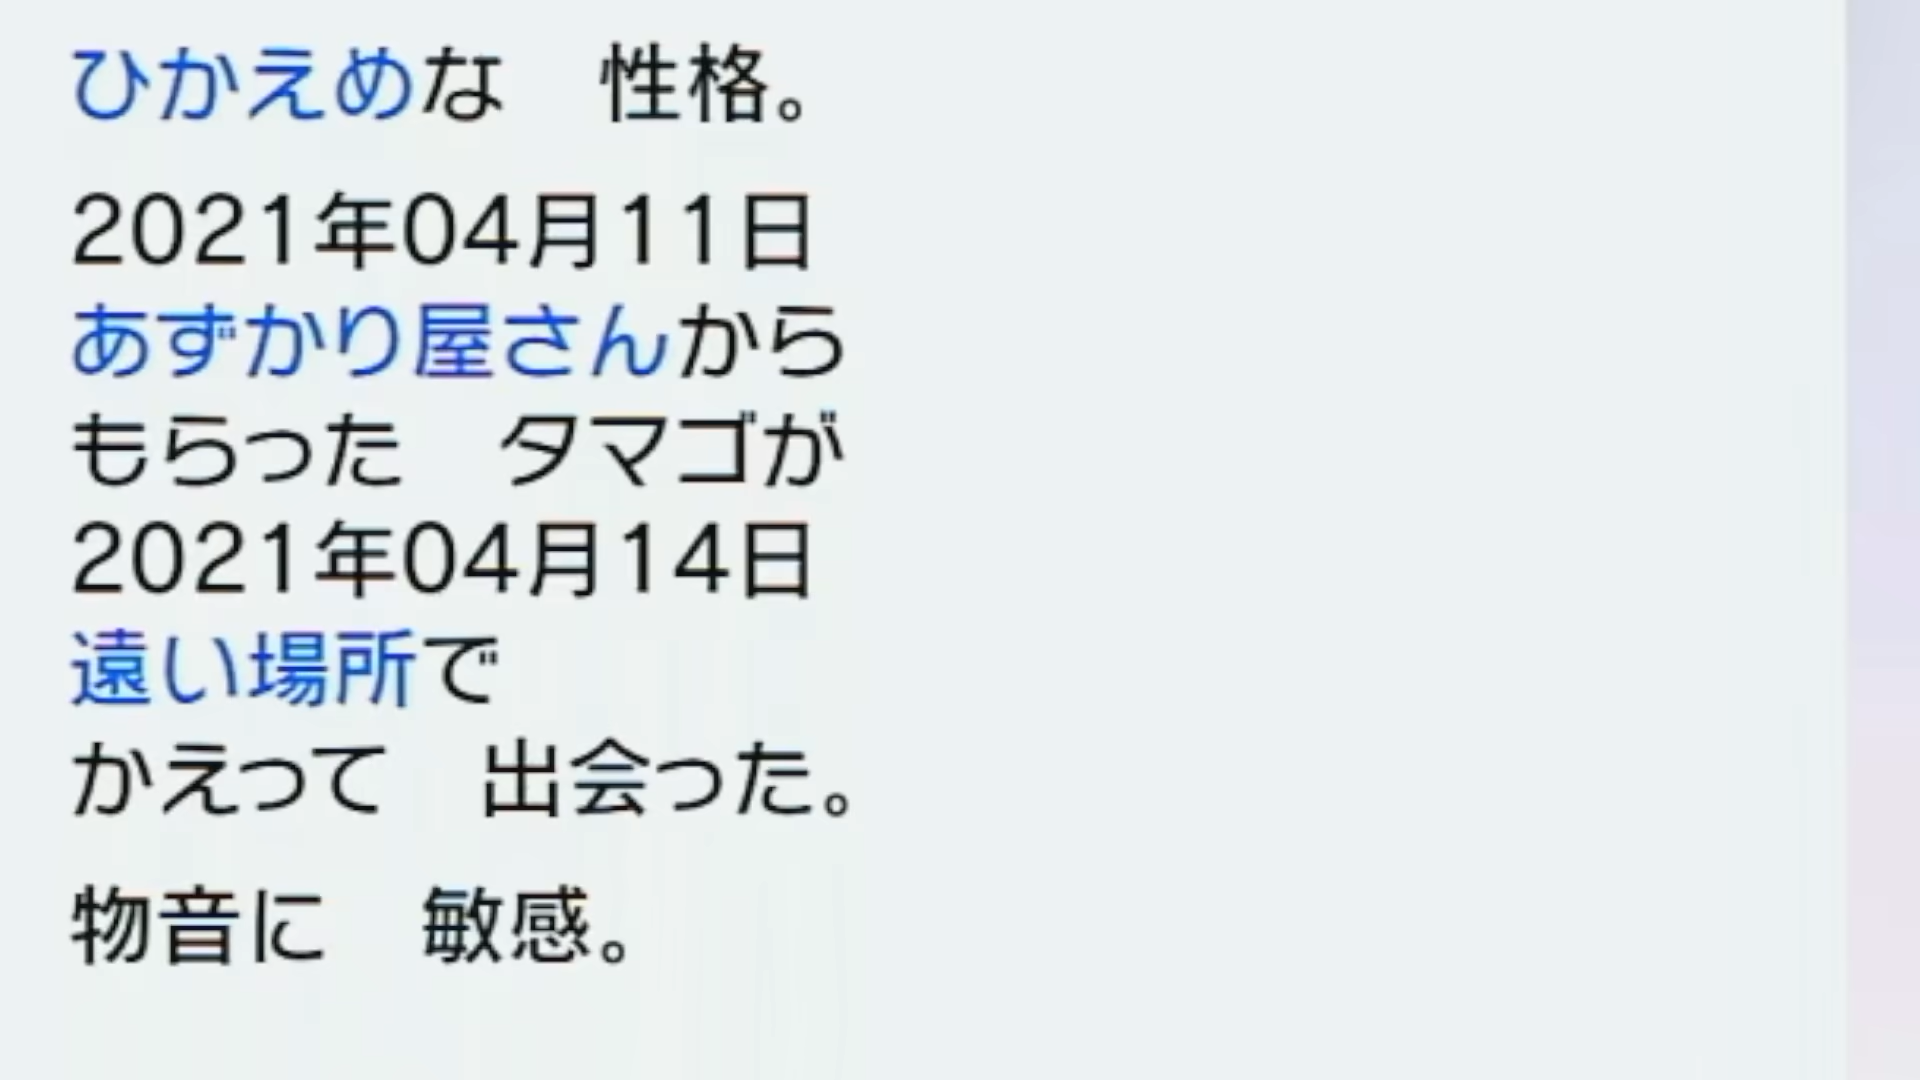 ひかえめな　性格。
2021年04月11日
あずかり屋さんから
もらった　タマゴが
2021年04月14日
遠い場所で
かえって　出会った。
物音に　敏感。